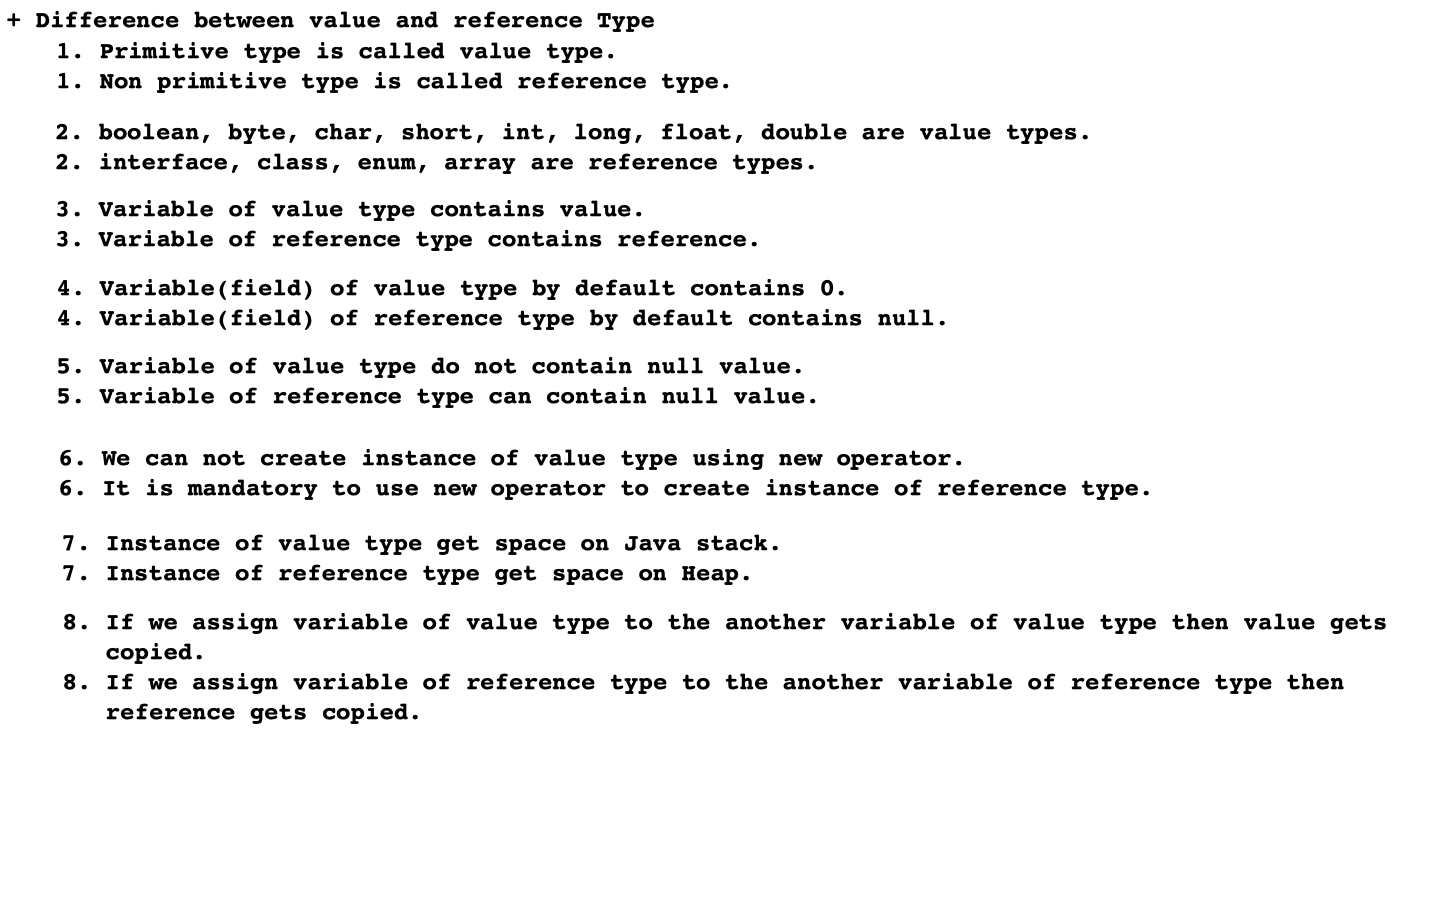 + Difference between value and reference Type
1. Primitive type is called value type.
1. Non primitive type is called reference type.
2. boolean, byte, char, short, int, long, float, double are value types.
2. interface, class, enum, array are reference types.
3. Variable of value type contains value.
3. Variable of reference type contains reference.
4. Variable(field) of value type by default contains 0.
4. Variable(field) of reference type by default contains null.
5. Variable of value type do not contain null value.
5. Variable of reference type can contain null value.
6. We can not create instance of value type using new operator.
6. It is mandatory to use new operator to create instance of reference type.
7. Instance of value type get space on Java stack.
7. Instance of reference type get space on Heap.
8. If we assign variable of value type to the another variable of value type then value gets
copied.
8. If we assign variable of reference type to the another variable of reference type then
reference gets copied.